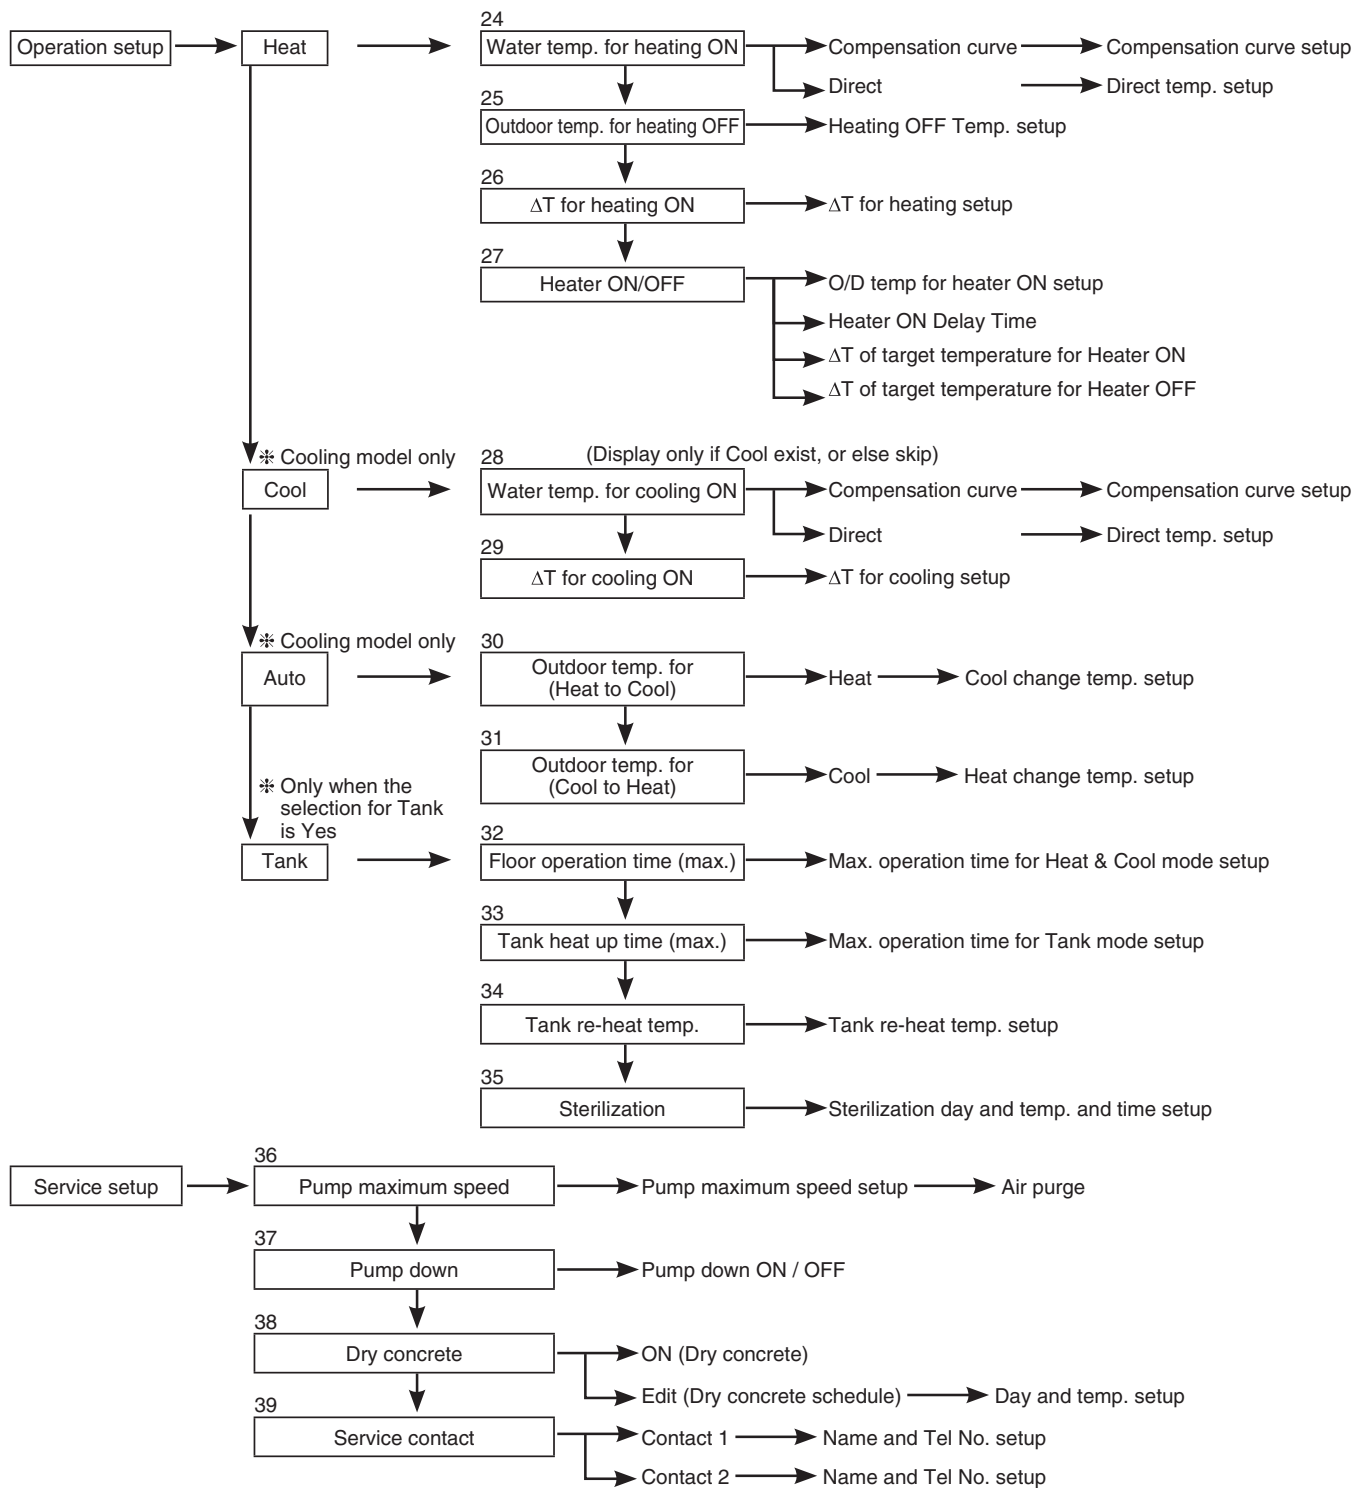 24
Operation setup Heat Water temp. for heating ON Compensation curve Compensation curve setup
Direct Direct temp. setup
25
Outdoor temp. for heating OFF Heating OFF Temp. setup
26
ΔT for heating ON ΔT for heating setup
27
Heater ON/OFF O/D temp for heater ON setup
Heater ON Delay Time
ΔT of target temperature for Heater ON
ΔT of target temperature for Heater OFF
❉ Cooling model only 28 (Display only if Cool exist, or else skip)
Cool Water temp. for cooling ON Compensation curve Compensation curve setup
Direct Direct temp. setup
29
ΔT for cooling ON ΔT for cooling setup
❉ Cooling model only 30
Auto Outdoor temp. for
(Heat to Cool) Heat Cool change temp. setup
31
Outdoor temp. for
(Cool to Heat) Cool Heat change temp. setup
❉ Only when the
selection for Tank
is Yes
32
Tank Floor operation time (max.) Max. operation time for Heat & Cool mode setup
33
Tank heat up time (max.) Max. operation time for Tank mode setup
34
Tank re-heat temp. Tank re-heat temp. setup
35
Sterilization Sterilization day and temp. and time setup
36
Service setup Pump maximum speed Pump maximum speed setup Air purge
37
Pump down Pump down ON / OFF
38
Dry concrete ON (Dry concrete)
Edit (Dry concrete schedule) Day and temp. setup
39
Service contact Contact 1 Name and Tel No. setup
Contact 2 Name and Tel No. setup